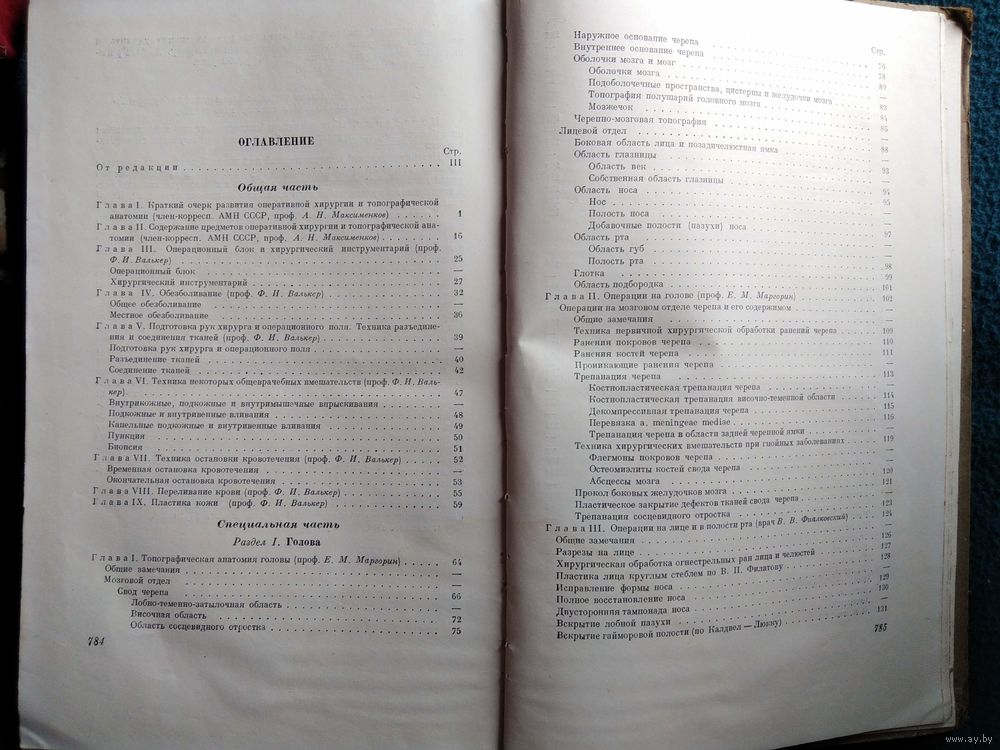 ОГЛАВЛЕНИЕ
Стр.
От редакции III
Общая часть
Глава I. Краткий очерк развития оперативной хирургии и топографической
анатомии (член-корресп. АМН СССР, проф. А. Н. Максименков) 1
Глава II. Содержание предметов оперативной хирургии и топографической ана-
томии (член-корресп. АМН СССР, проф. А. Н. Максименков) 16
Глава III. Операционный блок и хирургический инструментарий (проф.
Ф. И. Валькер) 25
Операционный блок —
Хирургический инструментарий 27
Глава IV. Обезболивание (проф. Ф. И. Валькер) 32
Общее обезболивание —
Местное обезболивание 36
Глава V. Подготовка рук хирурга и операционного поля. Техника разъедине-
ния и соединения тканей (проф. Ф. И. Валькер) 39
Подготовка рук хирурга и операционного поля —
Разъединение тканей 40
Соединение тканей 42
Глава VI. Техника некоторых общеврачебных вмешательств (проф. Ф. И. Валь-
кер) 47
Внутрикожные, подкожные и внутримышечные впрыскивания —
Подкожные и внутривенные вливания 48
Капельные подкожные и внутривенные вливания 49
Пункция 50
Биопсия 51
Глава VII. Техника остановки кровотечения (проф. Ф. И. Валькер) 52
Временная остановка кровотечения —
Окончательная остановка кровотечения 53
Глава VIII. Переливание крови (проф. Ф. И. Валькер) 55
Глава IX. Пластика кожи (проф. Ф. И. Валькер) 59
Специальная часть
Раздел I. Голова
Глава I. Топографическая анатомия головы (проф. Е. М. Маргорин) 64
Общие замечания —
Мозговой отдел —
Свод черепа 66
Лобно-теменно-затылочная область —
Височная область 72
Область сосцевидного отростка 75
784
Стр.
Наружное основание черепа 76
Внутреннее основание черепа 78
Оболочки мозга и мозг 80
Оболочки мозга —
Подоболочечные пространства, цистерны и желудочки мозга 83
Топография полушарий головного мозга 84
Мозжечок 85
Черепно-мозговая топография —
Лицевой отдел 88
Боковая область лица и позадичелюстная ямка —
Область глазницы 93
Область век —
Собственная область глазницы 94
Область носа 95
Нос —
Полость носа —
Добавочные полости (пазухи) носа 97
Область рта —
Область губ —
Полость рта 98
Глотка 99
Область подбородка 101
Глава II. Операции на голове (проф. Е. М. Маргорин) 102
Операции на мозговом отделе черепа и его содержимом —
Общие замечания —
Техника первичной хирургической обработки ранений черепа 109
Ранения покровов черепа 110
Ранения костей черепа 111
Проникающие ранения черепа —
Трепанация черепа 113
Костнопластическая трепанация черепа —
Костнопластическая трепанация височно-теменной области 114
Декомпрессивная трепанация черепа 115
Перевязка a. meningeae mediae 116
Трепанация черепа в области задней черепной ямки —
Техника хирургических вмешательств при гнойных заболеваниях 119
Флегмоны покровов черепа —
Остеомиэлиты костей свода черепа —
Абсцессы мозга 120
Прокол боковых желудочков мозга 121
Пластическое закрытие дефектов тканей свода черепа —
Трепанация сосцевидного отростка 123
Глава III. Операции на лице и в полости рта (врач В. В. Фиалковский) 124
Общие замечания —
Разрезы на лице 126
Хирургическая обработка огнестрельных ран лица и челюстей 127
Пластика лица круглым стеблем по В. П. Филатову 128
Исправление формы носа —
Полное восстановление носа 129
Двусторонняя тампонада носа 130
Вскрытие лобной пазухи —
Вскрытие гайморовой полости (по Калдвел — Люку) 131
785
www.ay.by